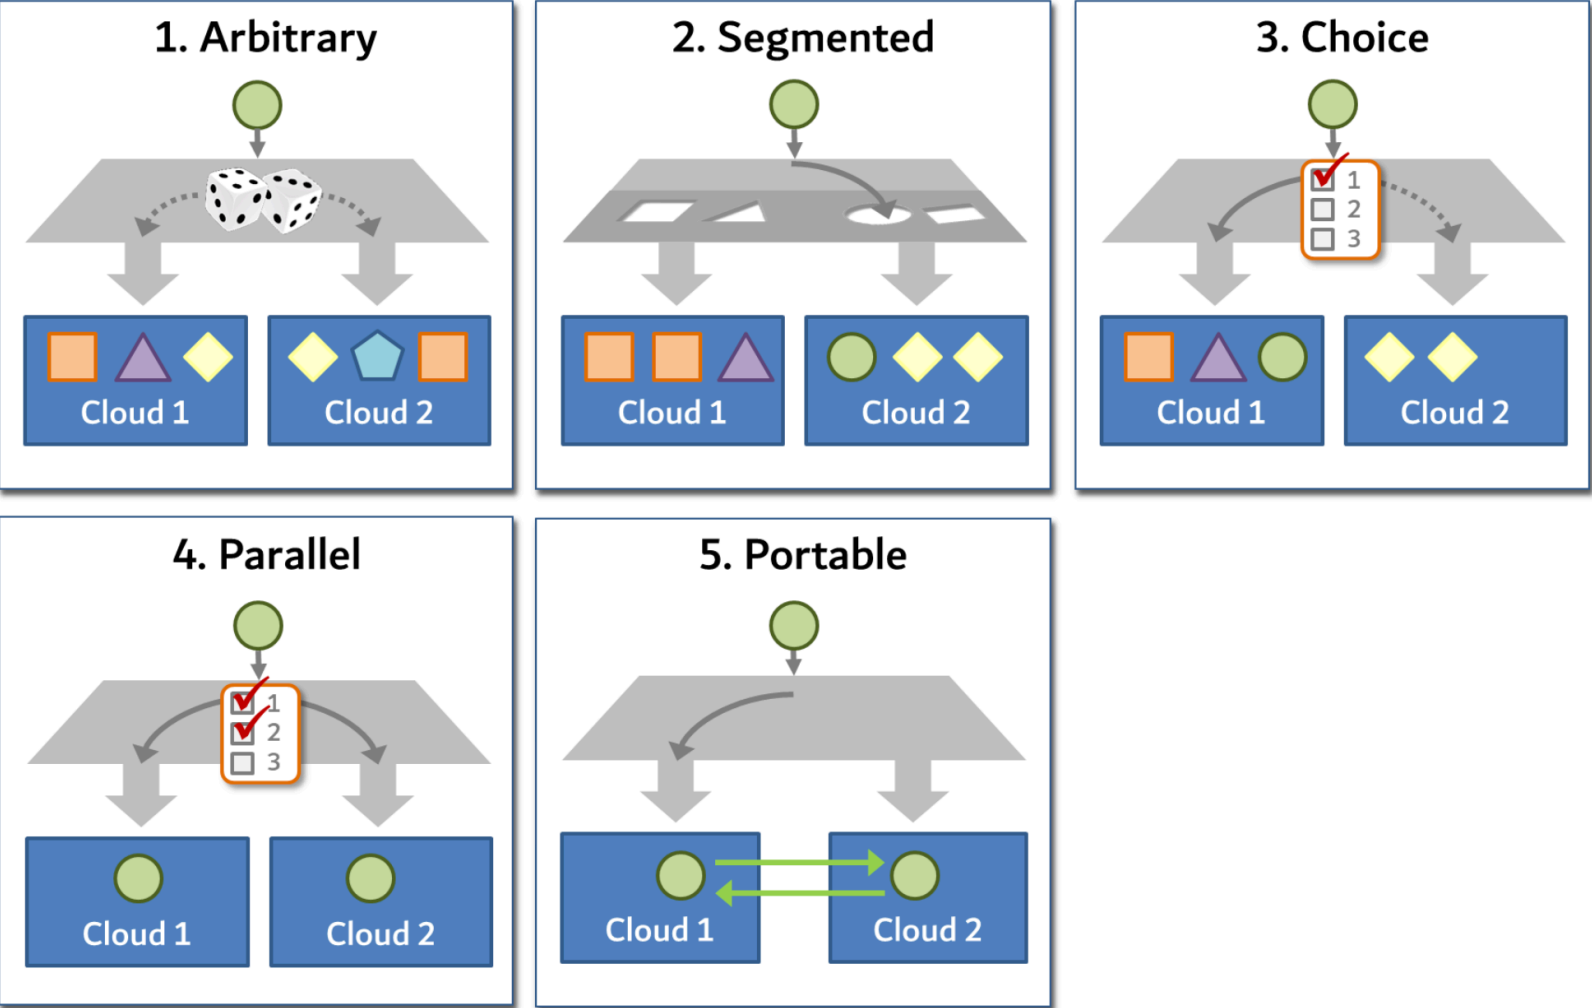 1. Arbitrary
Cloud 1
Cloud 2
2. Segmented
Cloud 1
Cloud 2
3. Choice
1
2
3
Cloud 1
Cloud 2
4. Parallel
1
2
3
Cloud 1
Cloud 2
5. Portable
Cloud 1
Cloud 2